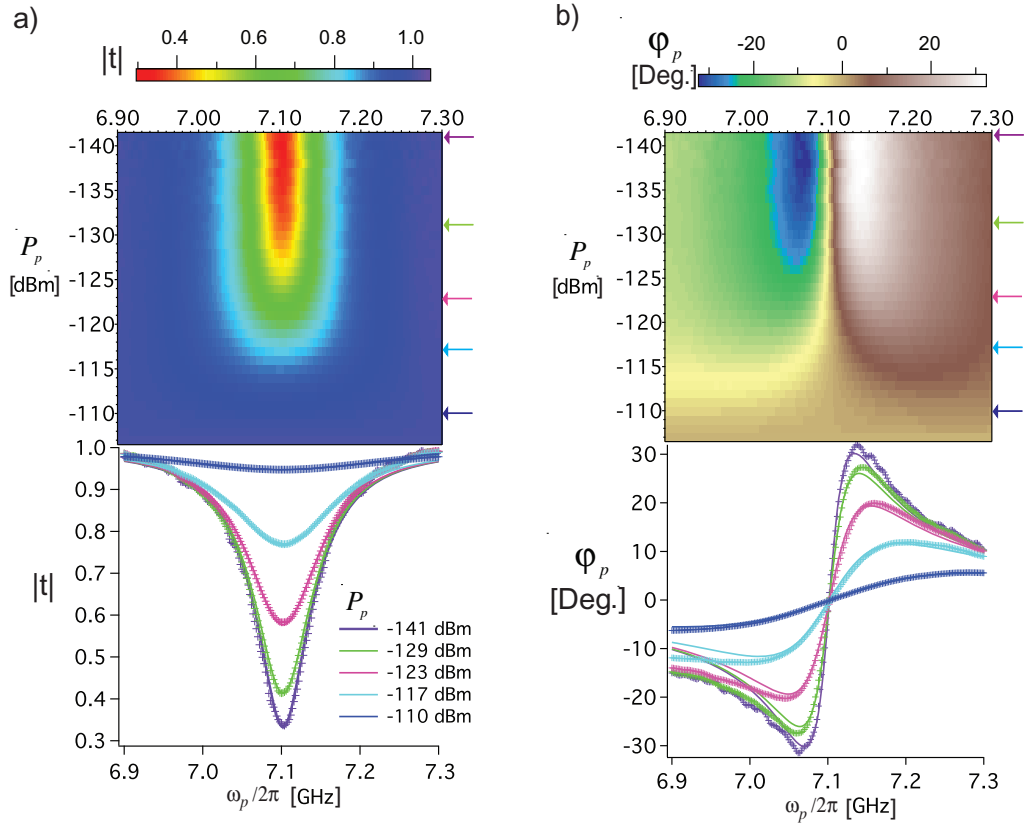 a)
|t|
0.4 0.6 0.8 1.0
6.90 7.00 7.10 7.20 7.30
-140
-135
-130
-125
-120
-115
-110
P_p
[dBm]
1.0
0.9
0.8
0.7
0.6
0.5
0.4
0.3
|t|
P_p
-141 dBm
-129 dBm
-123 dBm
-117 dBm
-110 dBm
6.9 7.0 7.1 7.2 7.3
ω_p/2π [GHz]
b)
φ_p
[Deg.]
-20 0 20
6.90 7.00 7.10 7.20 7.30
-140
-135
-130
-125
-120
-115
-110
P_p
[dBm]
30
20
10
0
-10
-20
-30
φ_p
[Deg.]
6.9 7.0 7.1 7.2 7.3
ω_p/2π [GHz]